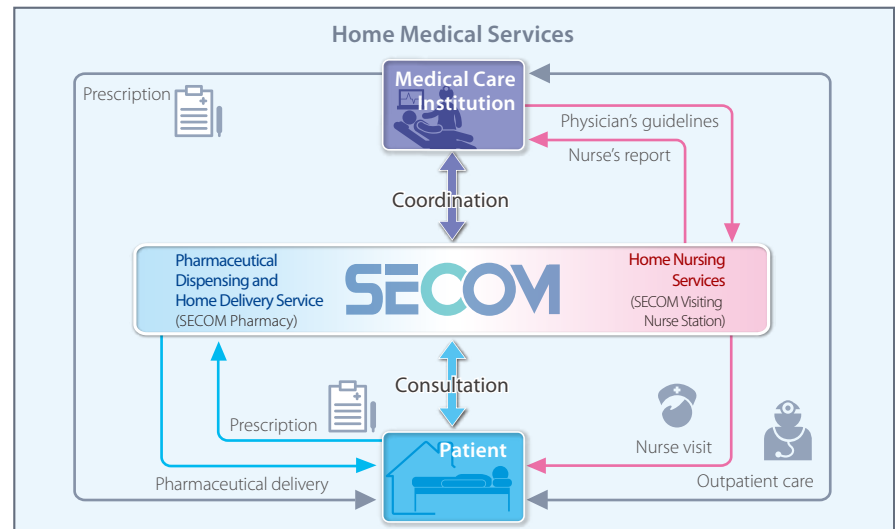 Home Medical Services
Medical Care
Institution
Prescription
Physician's guidelines
Nurse's report
Coordination
Pharmaceutical
Dispensing and
Home Delivery Service
(SECOM Pharmacy)
SECOM
Home Nursing
Services
(SECOM Visiting
Nurse Station)
Consultation
Prescription
Patient
Nurse visit
Pharmaceutical delivery
Outpatient care